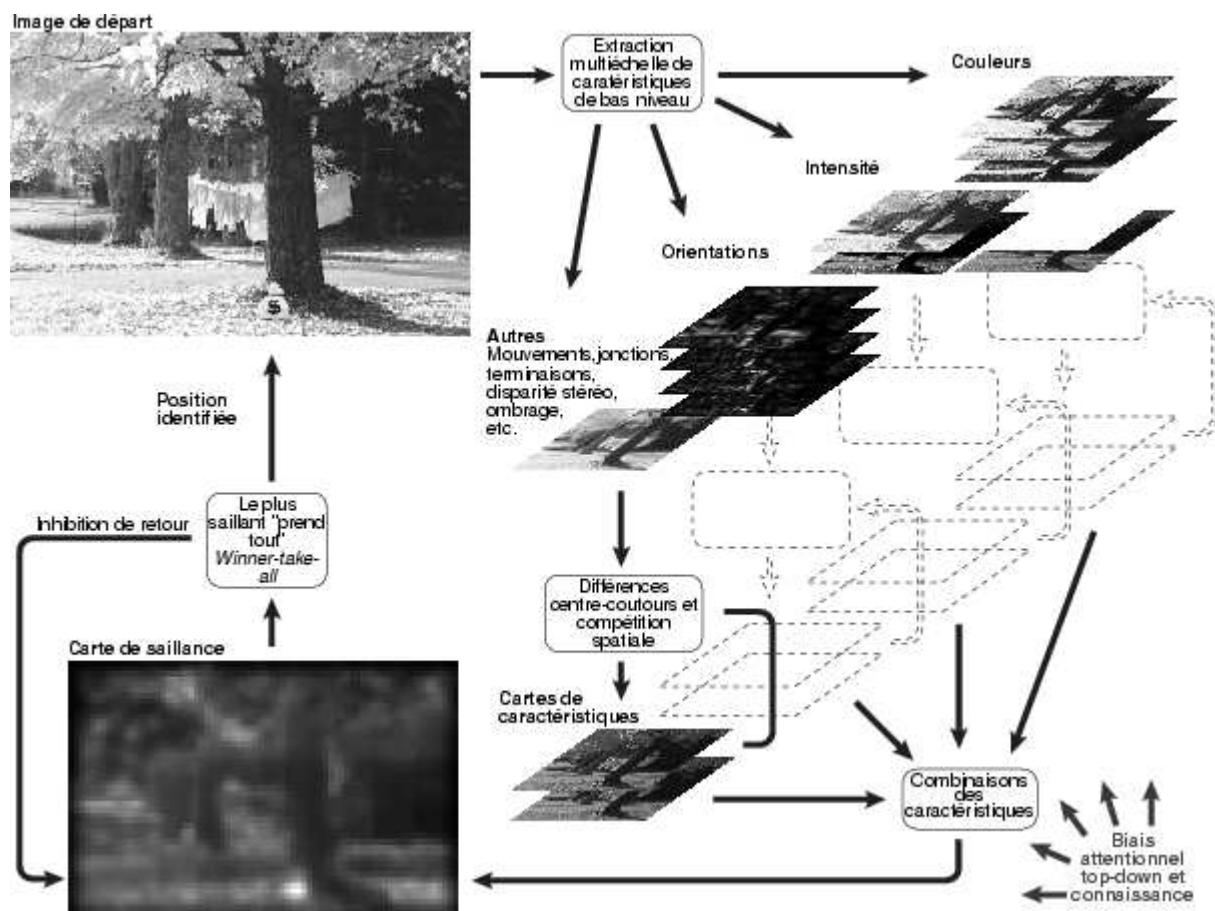 Image de départ
Extraction
multiéchelle de
caratéristiques
de bas niveau
Couleurs
Intensité
Orientations
$
Autres
Mouvements, jonctions,
terminaisons,
disparité stéréo,
ombrage,
etc.
Position
identifiée
Inhibition de retour
Le plus
saillant "prend
tout"
Winner-take-
all
Différences
centre-coutours et
compétition
spatiale
Carte de saillance
Cartes de
caractéristiques
Combinaisons
des
caractéristiques
Biais
attentionnel
top-down et
connaissance